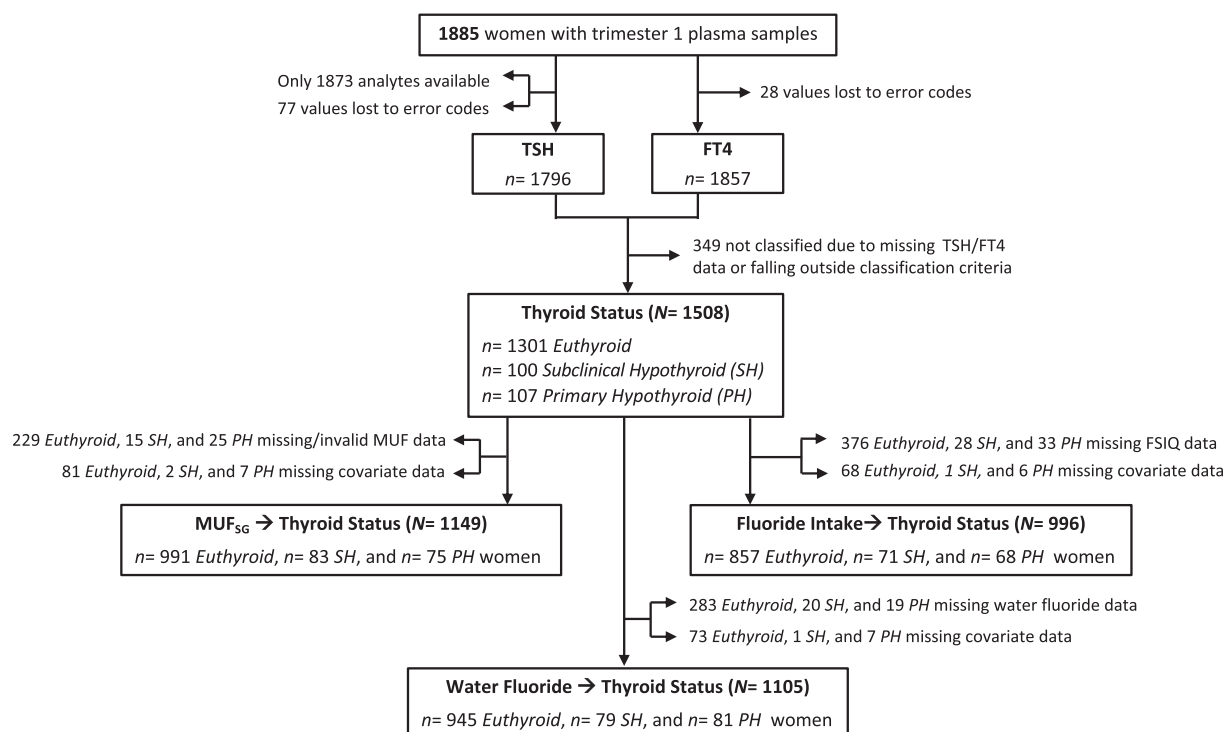 1885 women with trimester 1 plasma samples
Only 1873 analytes available
77 values lost to error codes
28 values lost to error codes
TSH
n= 1796
FT4
n= 1857
349 not classified due to missing TSH/FT4
data or falling outside classification criteria
Thyroid Status (N= 1508)
n= 1301 Euthyroid
n= 100 Subclinical Hypothyroid (SH)
n= 107 Primary Hypothyroid (PH)
229 Euthyroid, 15 SH, and 25 PH missing/invalid MUF data
81 Euthyroid, 2 SH, and 7 PH missing covariate data
376 Euthyroid, 28 SH, and 33 PH missing FSIQ data
68 Euthyroid, 1 SH, and 6 PH missing covariate data
MUFSG → Thyroid Status (N= 1149)
n= 991 Euthyroid, n= 83 SH, and n= 75 PH women
Fluoride Intake→ Thyroid Status (N= 996)
n= 857 Euthyroid, n= 71 SH, and n= 68 PH women
283 Euthyroid, 20 SH, and 19 PH missing water fluoride data
73 Euthyroid, 1 SH, and 7 PH missing covariate data
Water Fluoride → Thyroid Status (N= 1105)
n= 945 Euthyroid, n= 79 SH, and n= 81 PH women